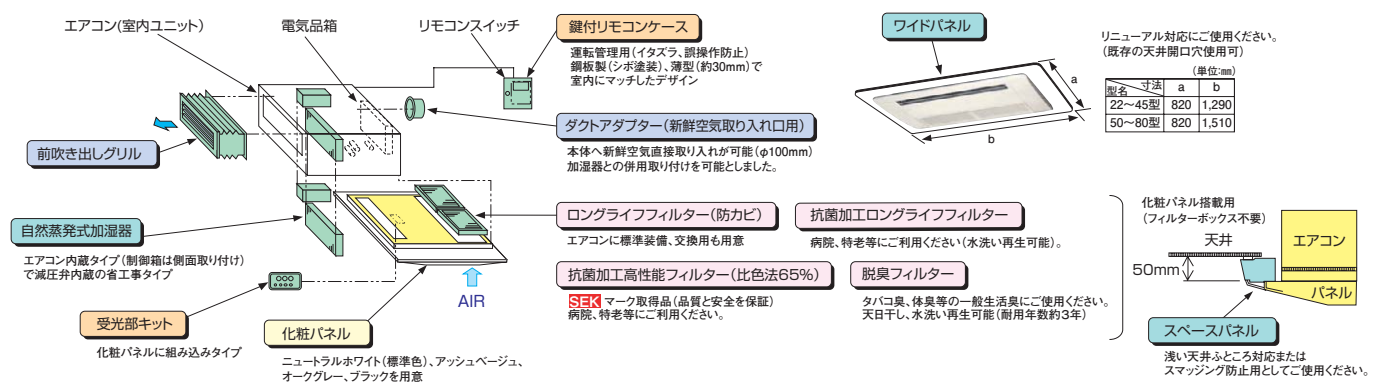 エアコン(室内ユニット)
電気品箱
リモコンスイッチ
鍵付リモコンケース
運転管理用(イタズラ、誤操作防止)
鋼板製(シボ塗装)、薄型(約30mm)で
室内にマッチしたデザイン
ダクトアダプター(新鮮空気取り入れ口用)
本体へ新鮮空気直接取り入れが可能(φ100mm)
加湿器との併用取り付けを可能としました。
前吹き出しグリル
自然蒸発式加湿器
エアコン内蔵タイプ(制御箱は側面取り付け)
で減圧弁内蔵の省工事タイプ
受光部キット
化粧パネルに組み込みタイプ
化粧パネル
ニュートラルホワイト(標準色)、アッシュベージュ、
オークグレー、ブラックを用意
AIR
ロングライフフィルター(防カビ)
エアコンに標準装備、交換用も用意
抗菌加工ロングライフフィルター
病院、特老等にご利用ください(水洗い再生可能)。
抗菌加工高性能フィルター(比色法65%)
SEK マーク取得品(品質と安全を保証)
病院、特老等にご利用ください。
脱臭フィルター
タバコ臭、体臭等の一般生活臭にご使用ください。
天日干し、水洗い再生可能(耐用年数約3年)
化粧パネル搭載用
(フィルターボックス不要)
ワイドパネル
a
b
リニューアル対応にご使用ください。
(既存の天井開口穴使用可)
(単位:mm)
型名 寸法 a b
22〜45型 820 1,290
50〜80型 820 1,510
天井
エアコン
50mm
パネル
スペースパネル
浅い天井ふところ対応または
スマッジング防止用としてご使用ください。